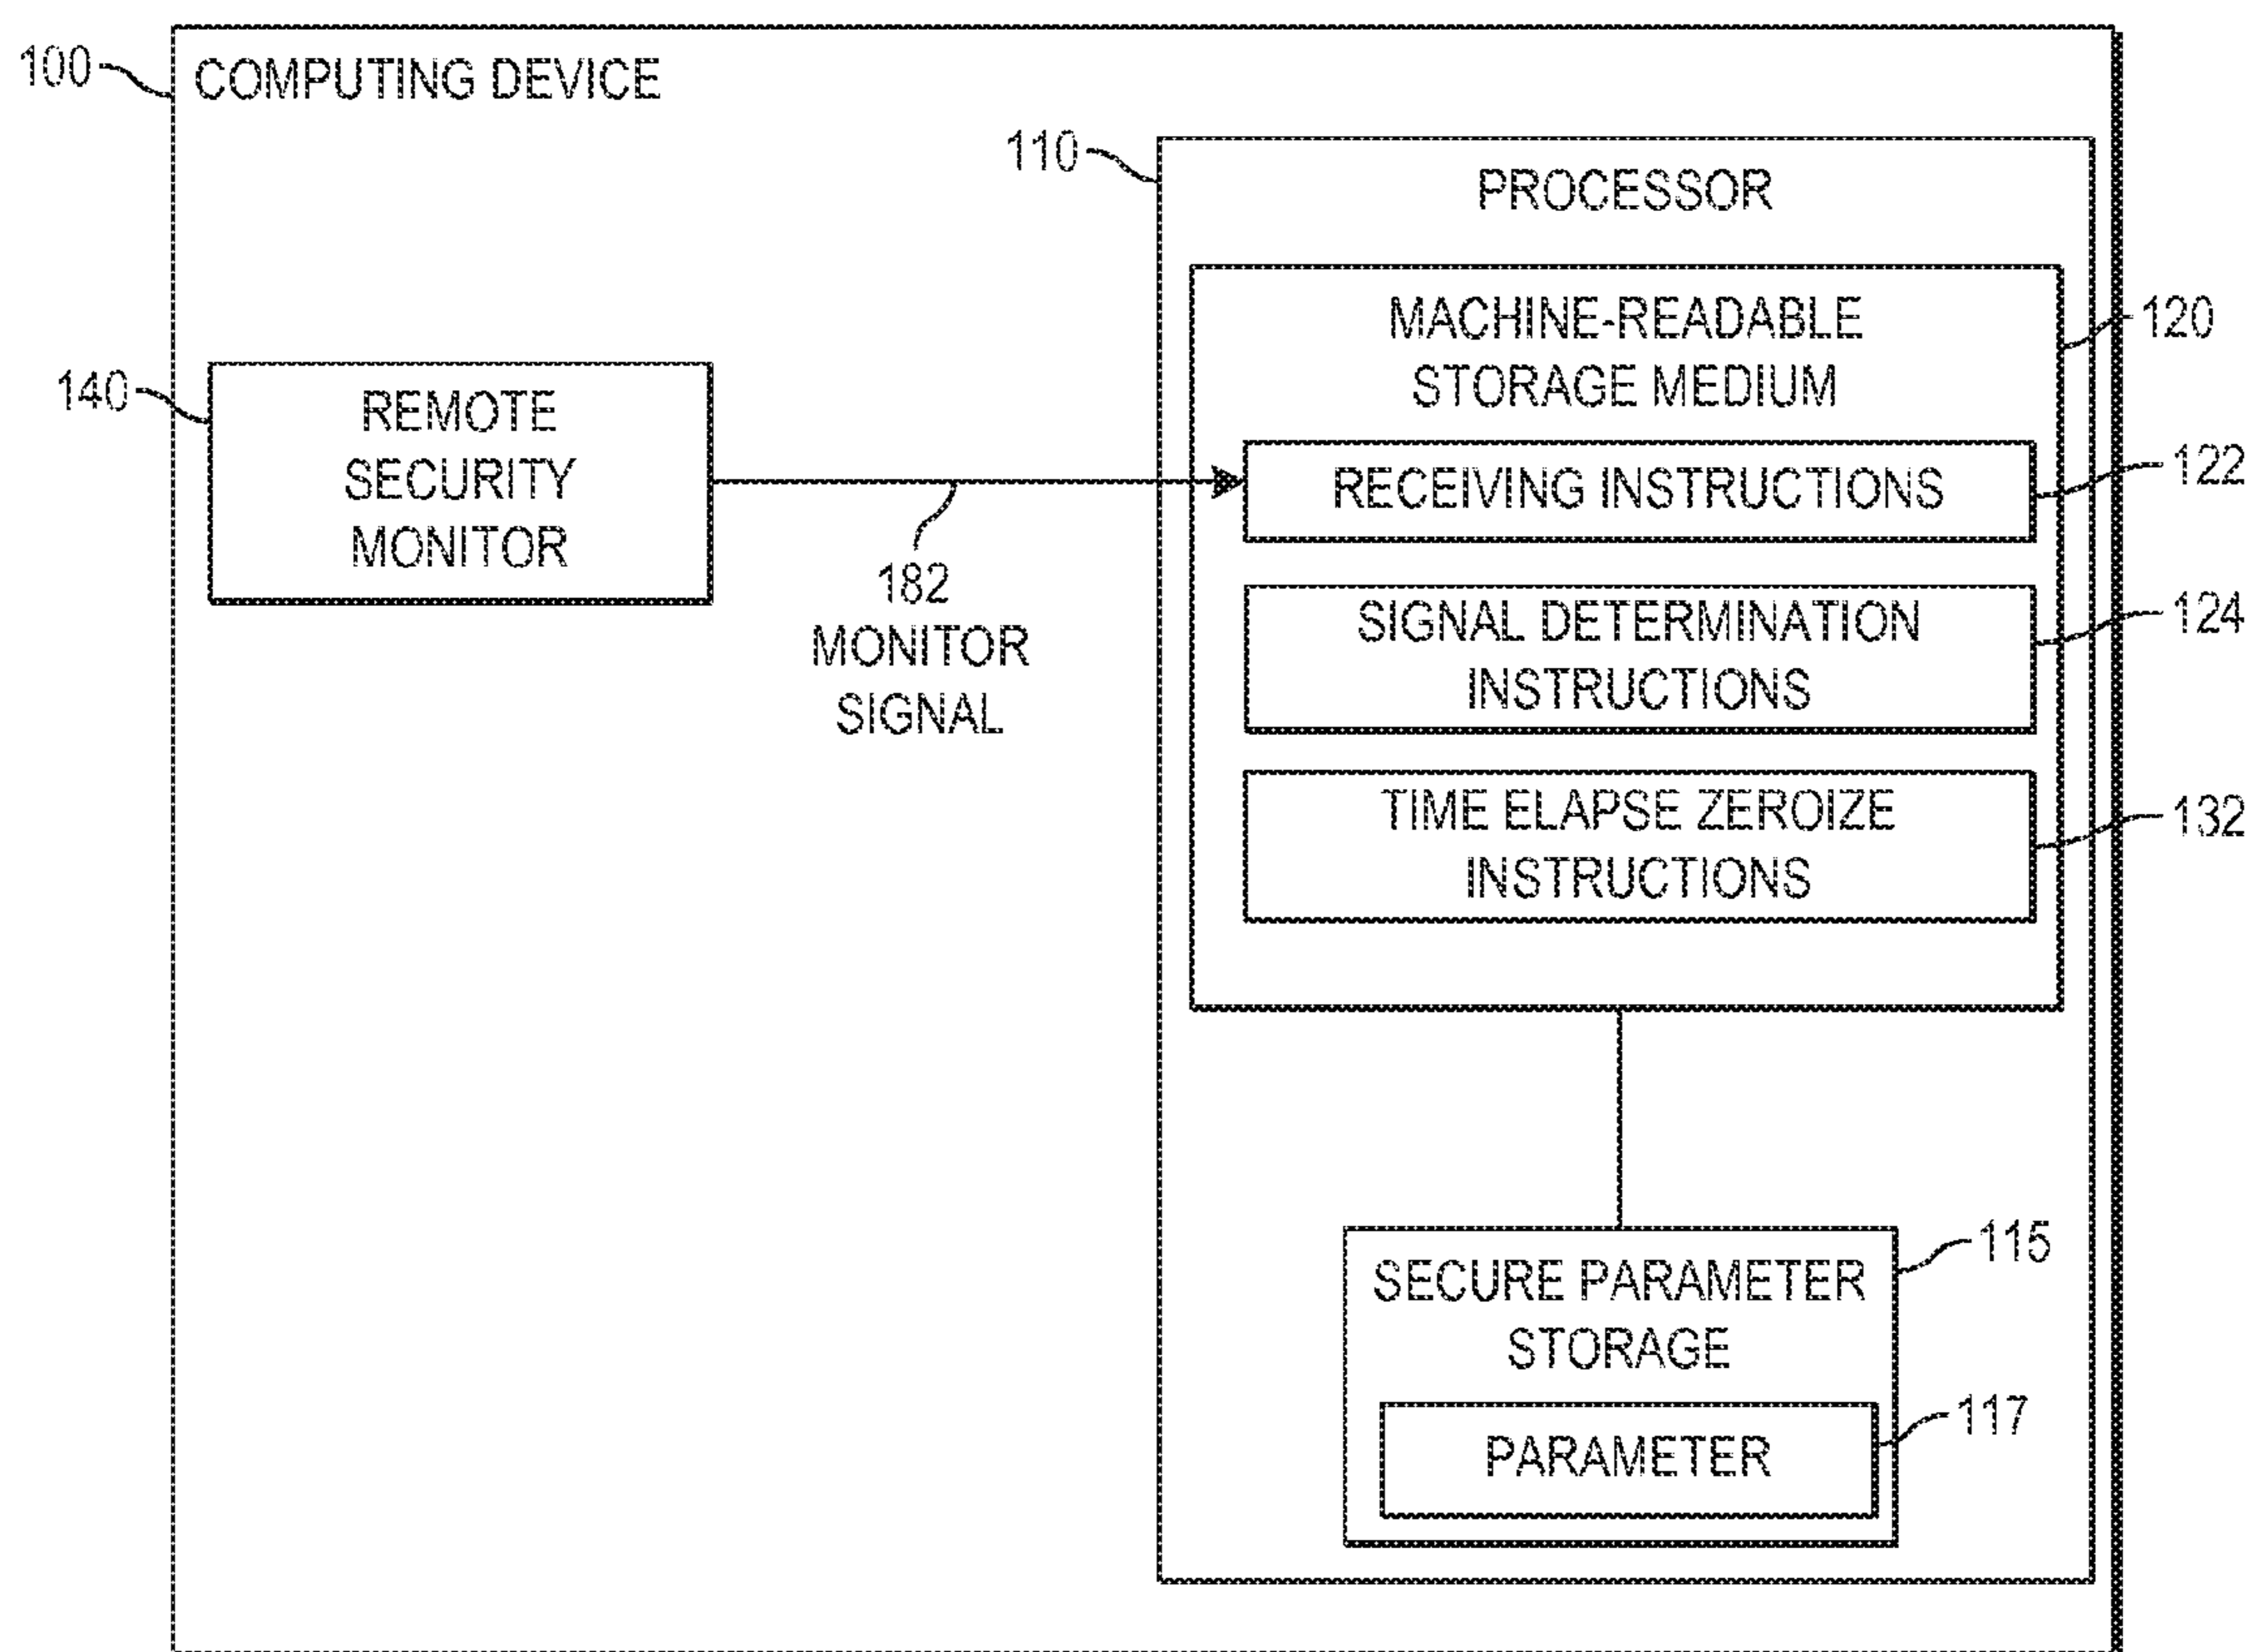 100
COMPUTING DEVICE
110
PROCESSOR
MACHINE-READABLE
STORAGE MEDIUM
120
140
REMOTE
SECURITY
MONITOR
RECEIVING INSTRUCTIONS
122
182
MONITOR
SIGNAL
SIGNAL DETERMINATION
INSTRUCTIONS
124
TIME ELAPSE ZEROIZE
INSTRUCTIONS
132
SECURE PARAMETER
STORAGE
115
PARAMETER
117